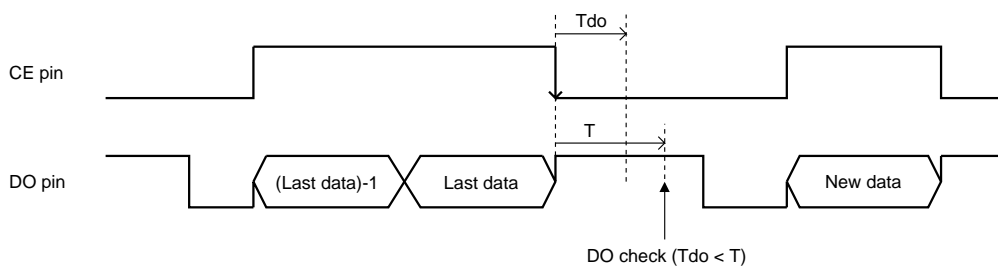 Tdo
CE pin
T
DO pin
(Last data)-1
Last data
New data
DO check (Tdo < T)